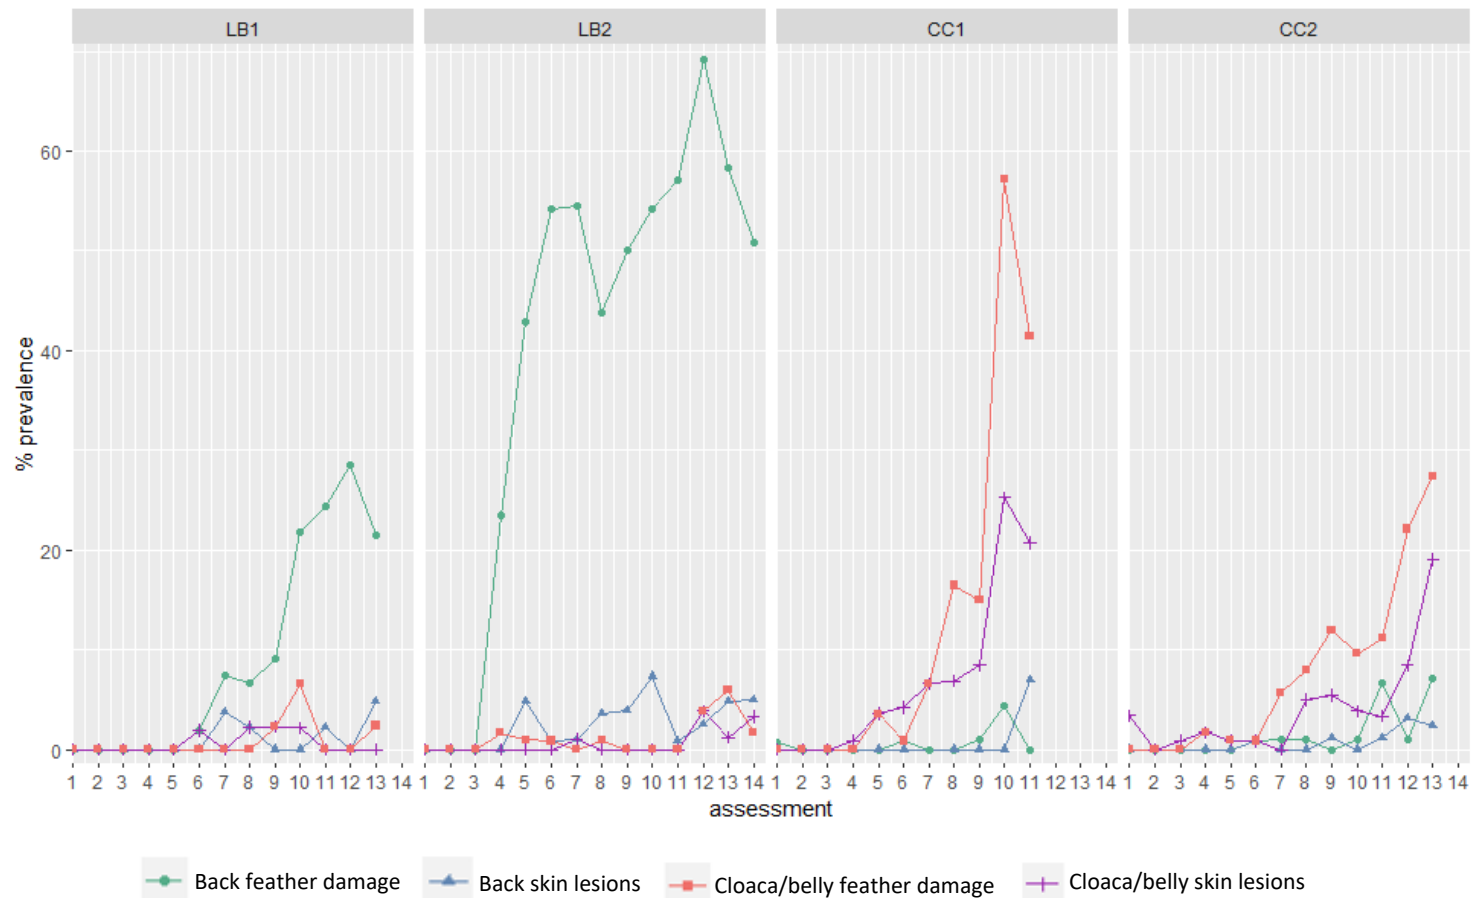 LB1 LB2 CC1 CC2
60
40
20
0
% prevalence
1 2 3 4 5 6 7 8 9 10 11 12 13 14 1 2 3 4 5 6 7 8 9 10 11 12 13 14 1 2 3 4 5 6 7 8 9 10 11 12 13 14 1 2 3 4 5 6 7 8 9 10 11 12 13 14
assessment
Back feather damage Back skin lesions Cloaca/belly feather damage Cloaca/belly skin lesions